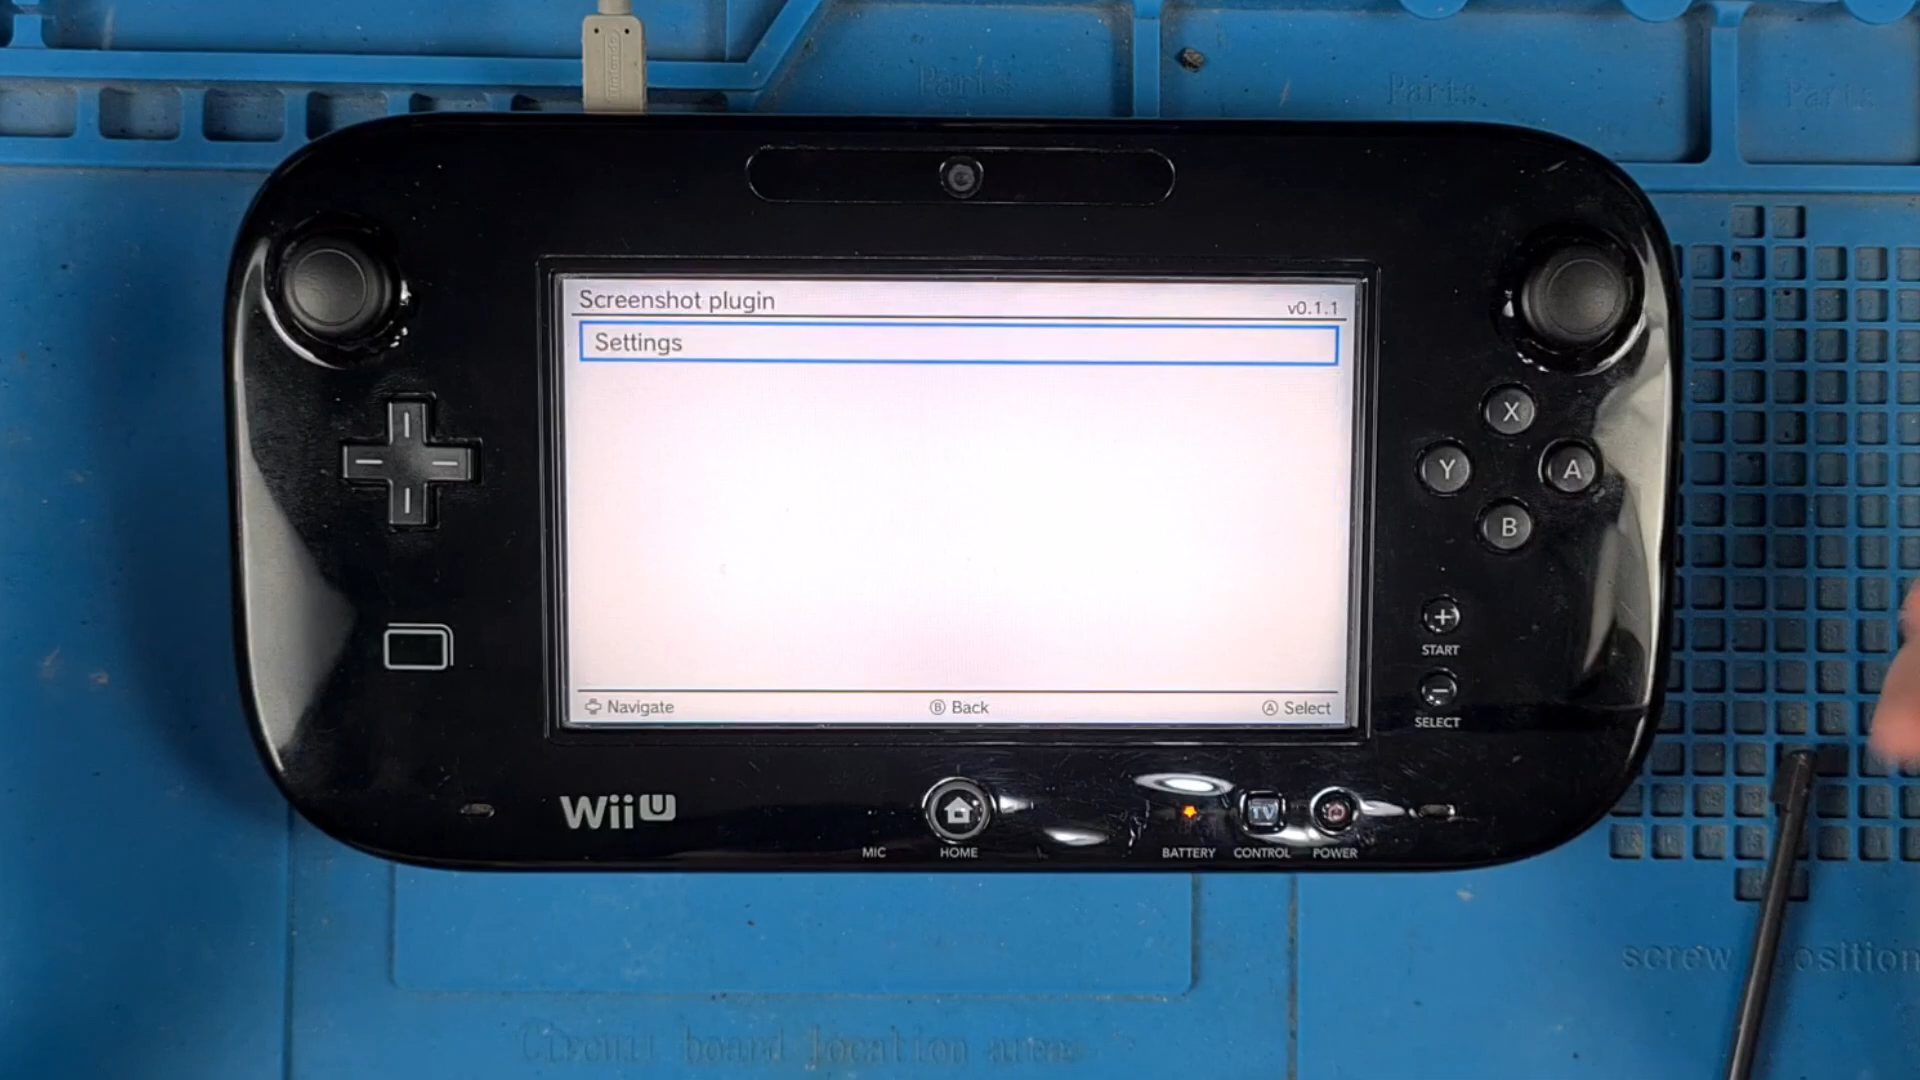 Nintendo
Parts
Parts
Parts
Screenshot plugin
v0.1.1
Settings
X
Y
A
B
Navigate
B Back
A Select
START
SELECT
Wii U
TV
MIC
HOME
BATTERY
CONTROL
POWER
screw position
Circuit board location area